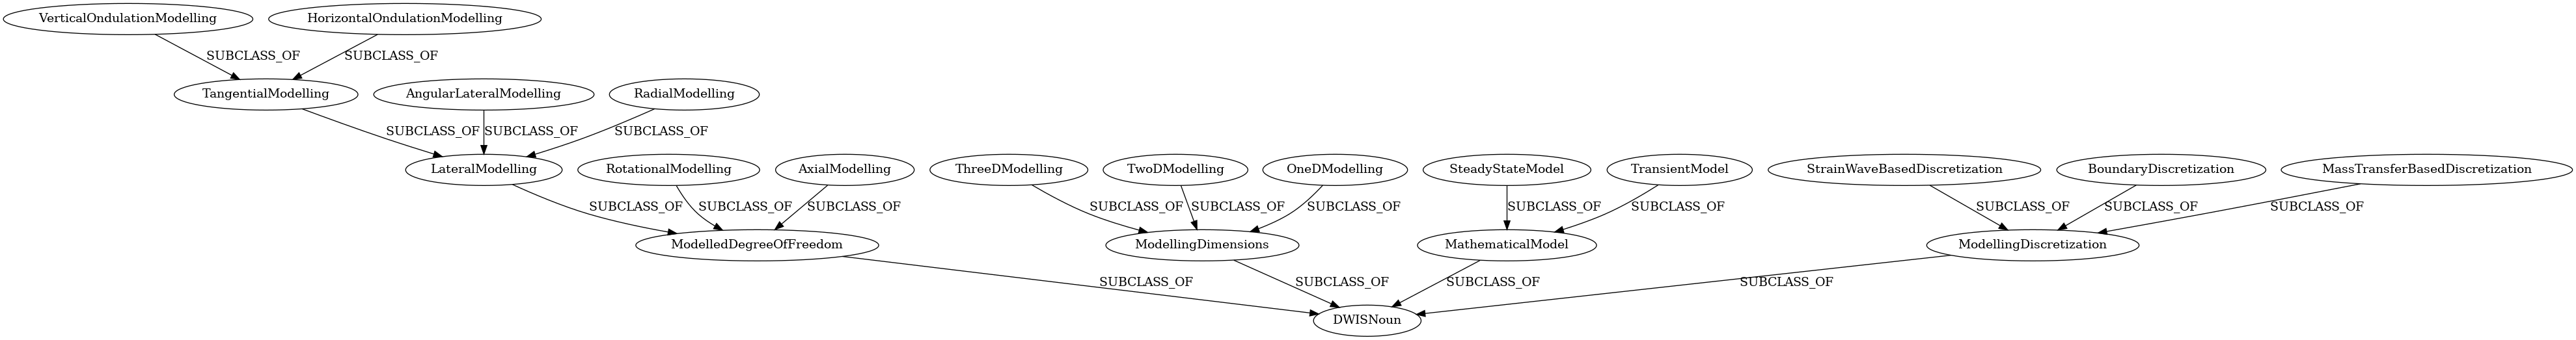 VerticalOndulationModelling
HorizontalOndulationModelling
SUBCLASS_OF
SUBCLASS_OF
TangentialModelling
AngularLateralModelling
RadialModelling
SUBCLASS_OF
SUBCLASS_OF
SUBCLASS_OF
LateralModelling
RotationalModelling
AxialModelling
ThreeDModelling
TwoDModelling
OneDModelling
SteadyStateModel
TransientModel
StrainWaveBasedDiscretization
BoundaryDiscretization
MassTransferBasedDiscretization
SUBCLASS_OF
SUBCLASS_OF
SUBCLASS_OF
SUBCLASS_OF
SUBCLASS_OF
SUBCLASS_OF
SUBCLASS_OF
SUBCLASS_OF
SUBCLASS_OF
SUBCLASS_OF
SUBCLASS_OF
ModelledDegreeOfFreedom
ModellingDimensions
MathematicalModel
ModellingDiscretization
SUBCLASS_OF
SUBCLASS_OF
SUBCLASS_OF
SUBCLASS_OF
DWISNoun